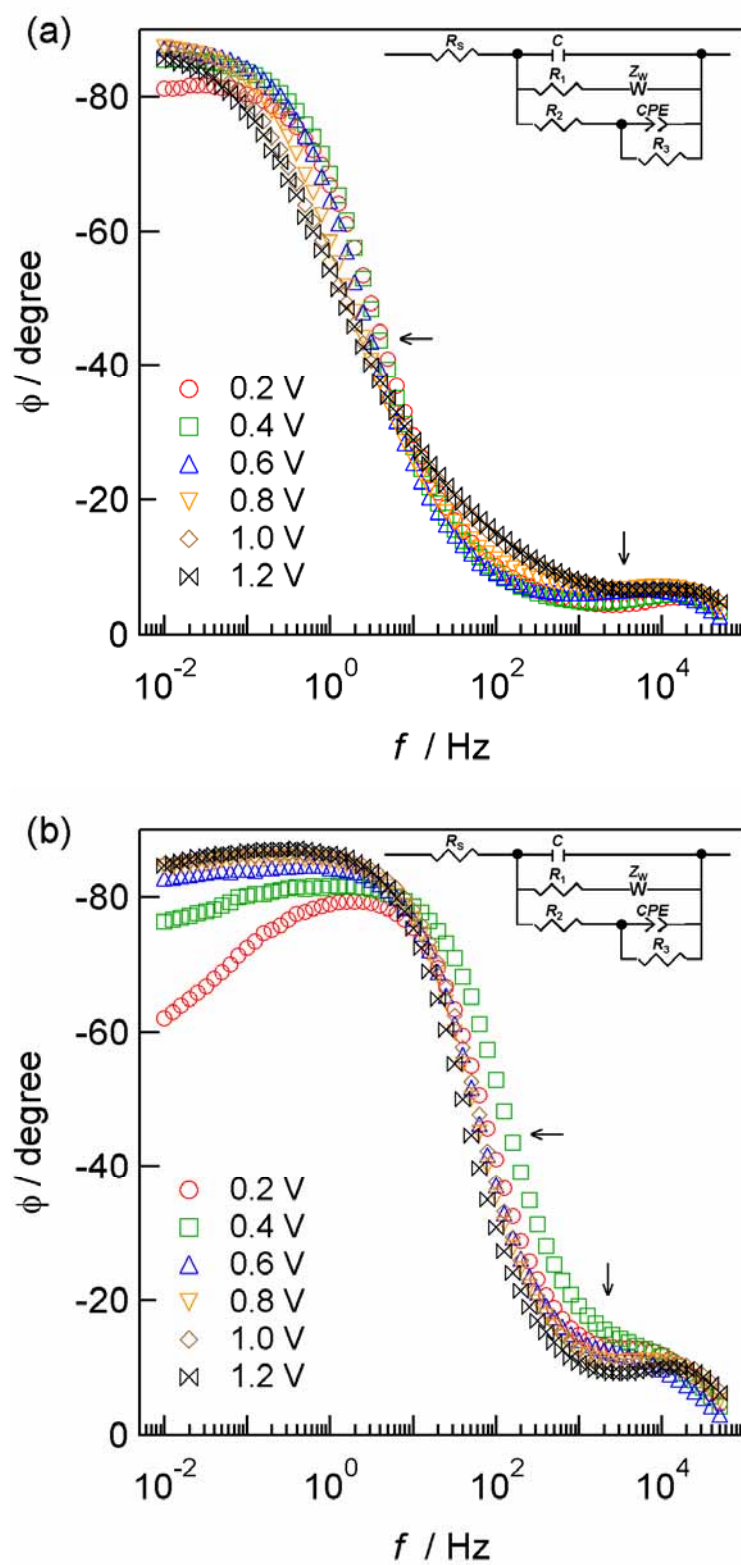 (a)
R_S
C
R_1
Z_W
R_2
CPE
R_3
-80
-60
-40
-20
0
ϕ / degree
0.2 V
0.4 V
0.6 V
0.8 V
1.0 V
1.2 V
10^-2
10^0
10^2
10^4
f / Hz
(b)
R_S
C
R_1
Z_W
R_2
CPE
R_3
-80
-60
-40
-20
0
ϕ / degree
0.2 V
0.4 V
0.6 V
0.8 V
1.0 V
1.2 V
10^-2
10^0
10^2
10^4
f / Hz